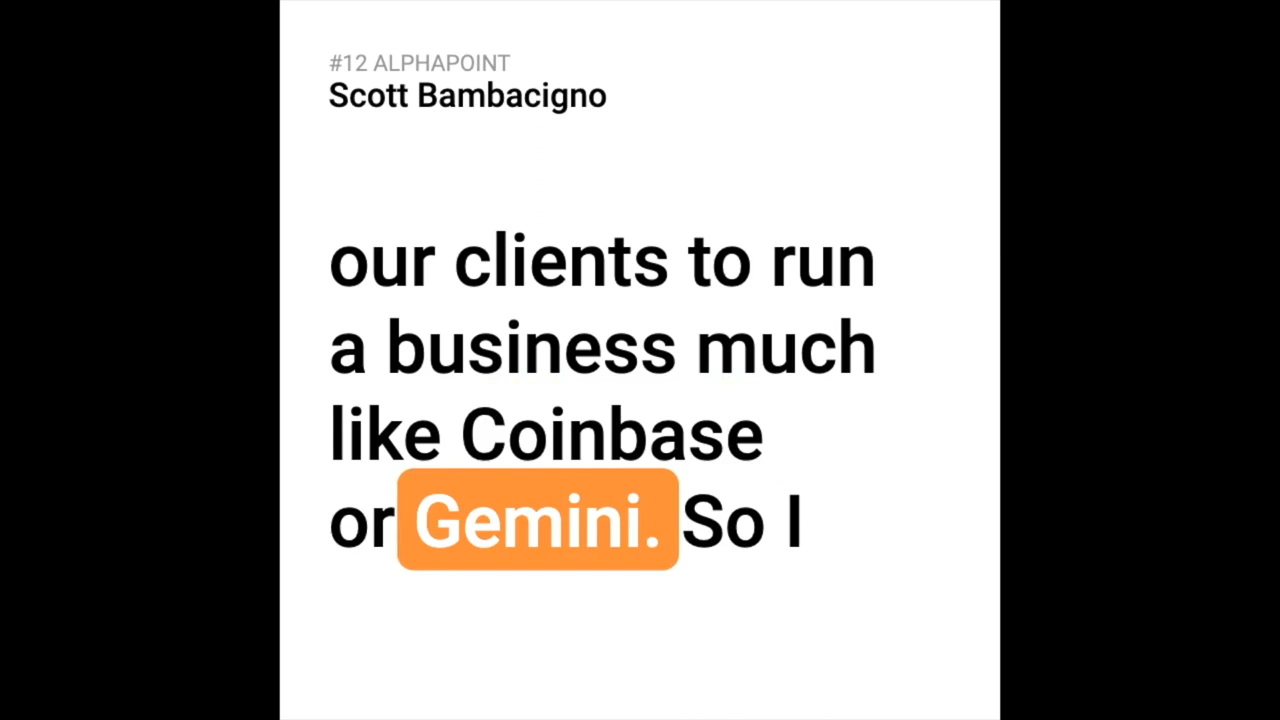 #12 ALPHAPOINT
Scott Bambacigno
our clients to run
a business much
like Coinbase
or Gemini. So I